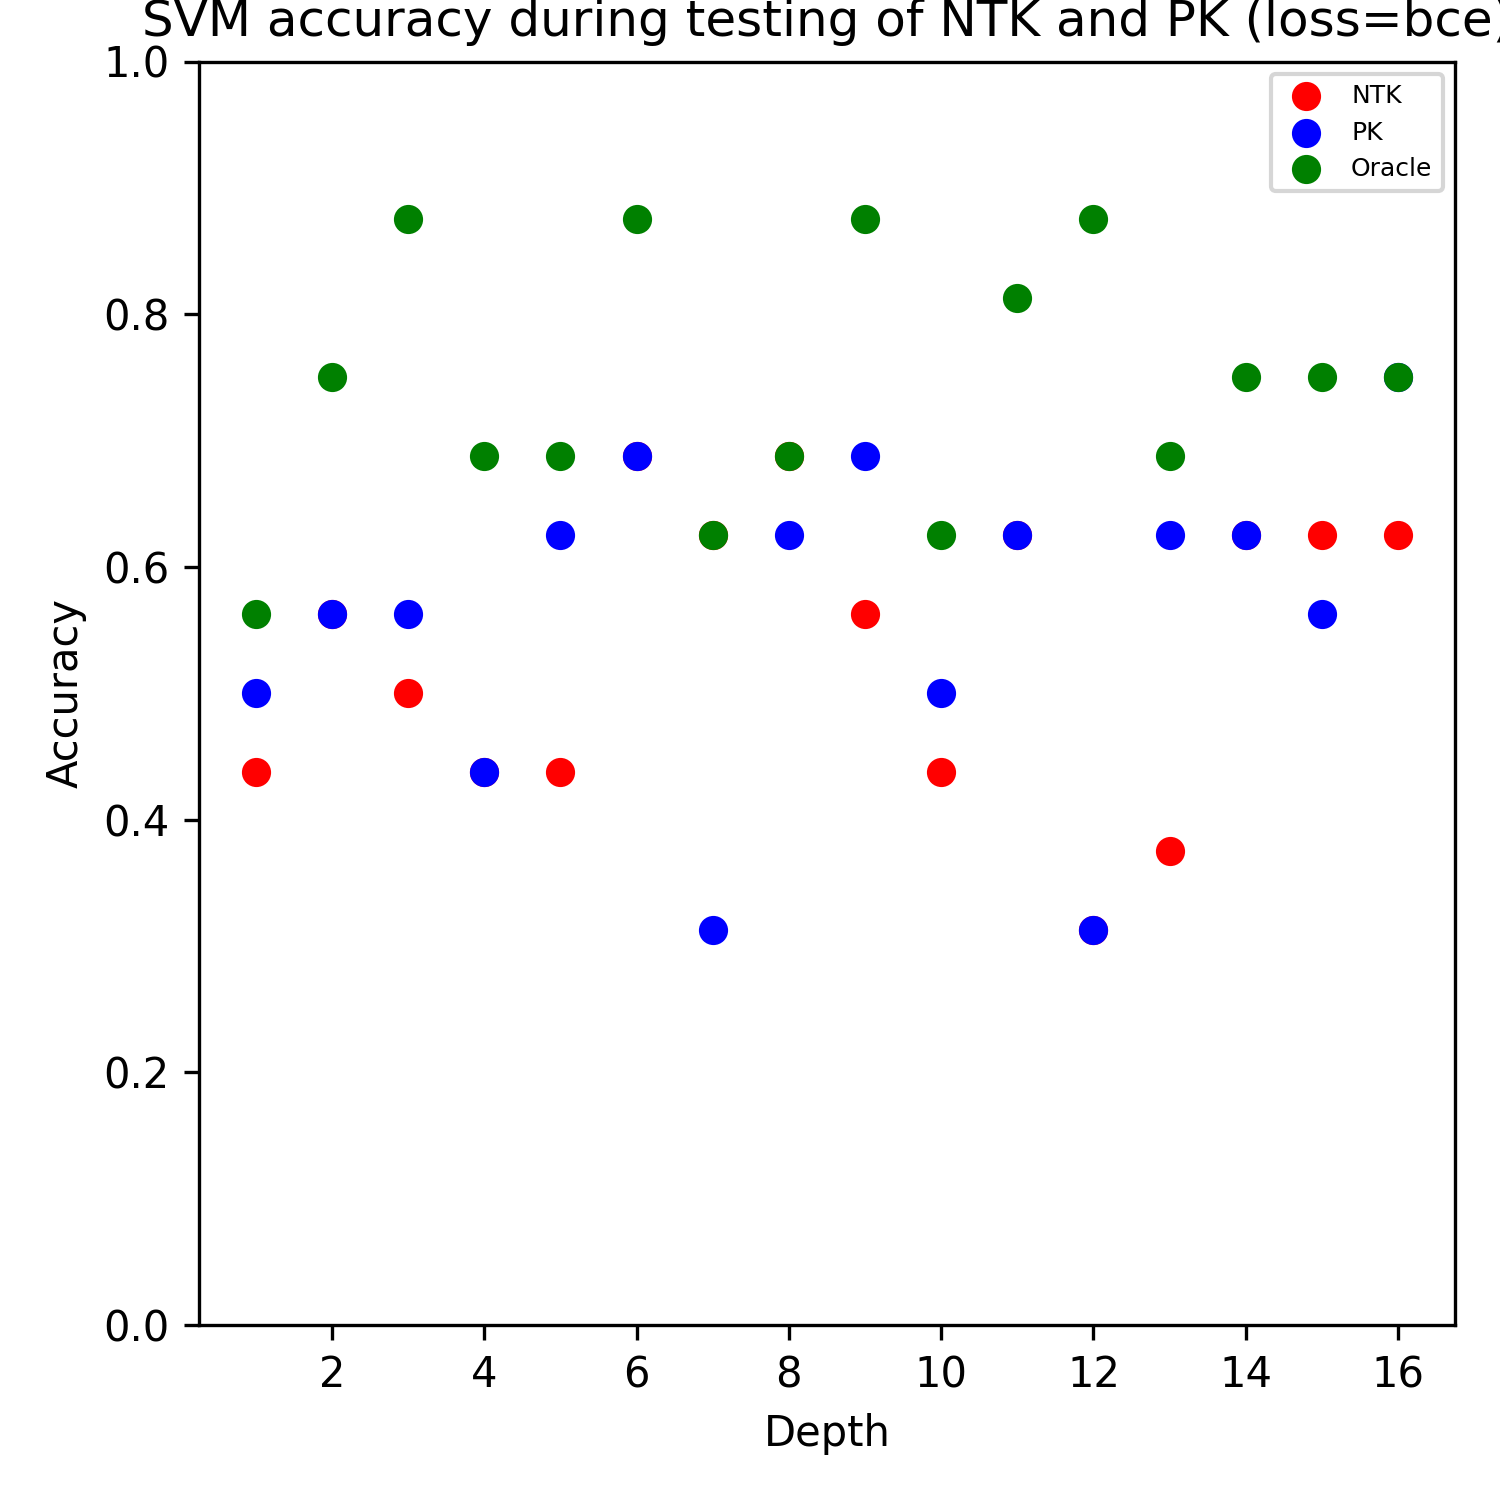 SVM accuracy during testing of NTK and PK (loss=bce)
1.0
NTK
PK
Oracle
0.8
0.6
0.4
0.2
0.0
Accuracy
2 4 6 8 10 12 14 16
Depth